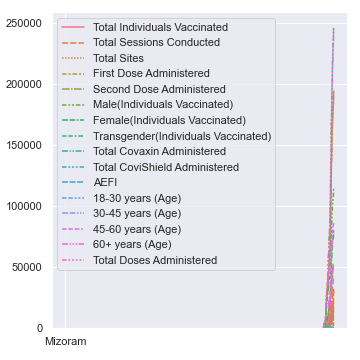 250000
200000
150000
100000
50000
0
Mizoram
Total Individuals Vaccinated
Total Sessions Conducted
Total Sites
First Dose Administered
Second Dose Administered
Male(Individuals Vaccinated)
Female(Individuals Vaccinated)
Transgender(Individuals Vaccinated)
Total Covaxin Administered
Total CoviShield Administered
AEFI
18-30 years (Age)
30-45 years (Age)
45-60 years (Age)
60+ years (Age)
Total Doses Administered